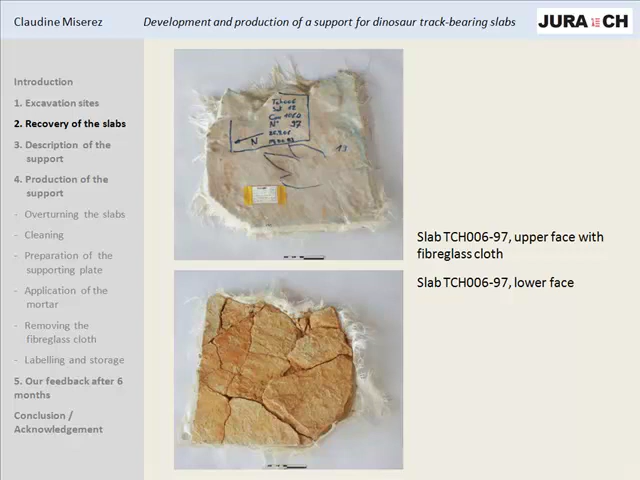 Claudine Miserez
Development and production of a support for dinosaur track-bearing slabs
JURA CH
Introduction
1. Excavation sites
2. Recovery of the slabs
3. Description of the
support
4. Production of the
support
- Overturning the slabs
- Cleaning
- Preparation of the
supporting plate
- Application of the
mortar
- Removing the
fibreglass cloth
- Labelling and storage
5. Our feedback after 6
months
Conclusion /
Acknowledgement
N° 97
N
13
Slab TCH006-97, upper face with
fibreglass cloth
Slab TCH006-97, lower face